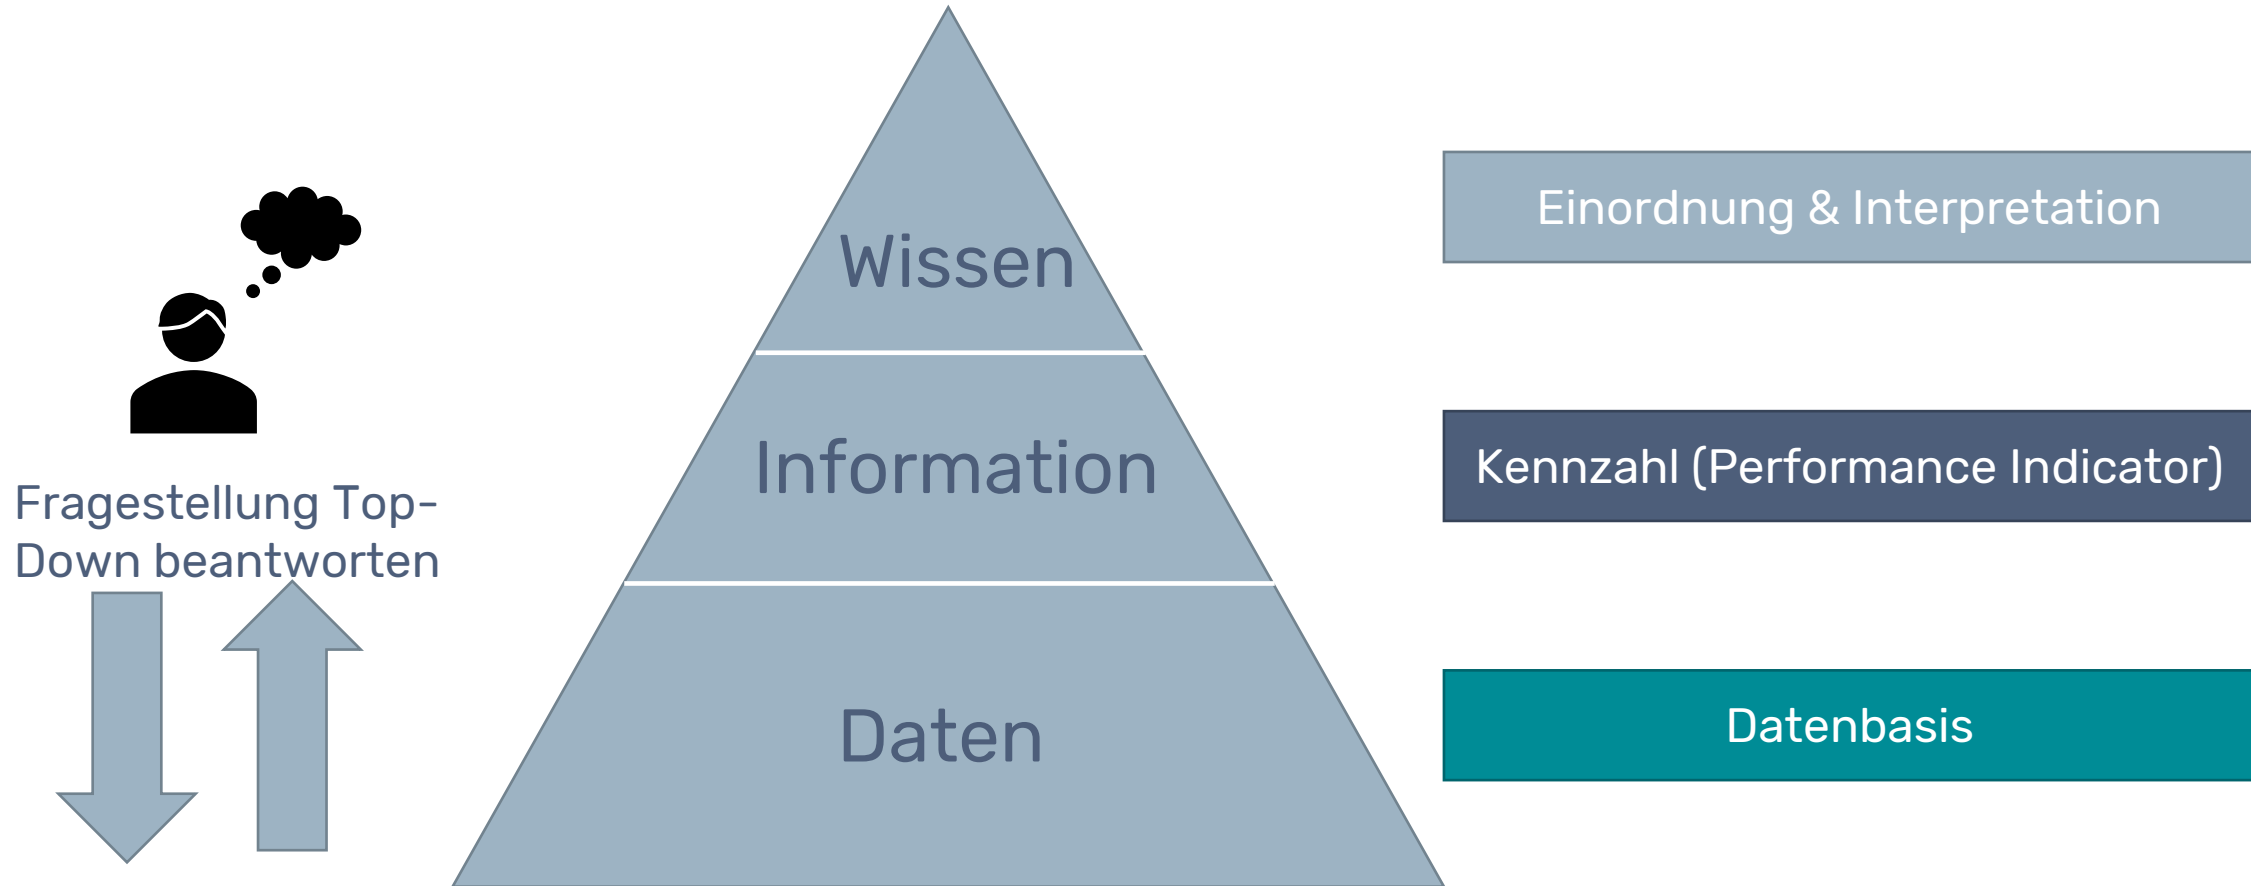 Fragestellung Top-
Down beantworten
Wissen
Information
Daten
Einordnung & Interpretation
Kennzahl (Performance Indicator)
Datenbasis